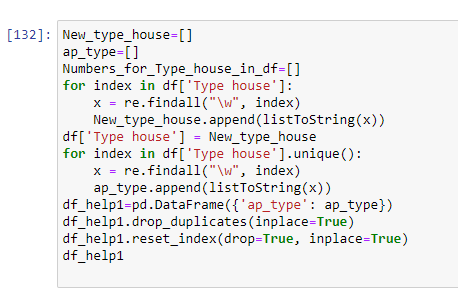 [132]: New_type_house=[]
ap_type=[]
Numbers_for_Type_house_in_df=[]
for index in df['Type house']:
    x = re.findall("\w", index)
    New_type_house.append(listToString(x))
df['Type house'] = New_type_house
for index in df['Type house'].unique():
    x = re.findall("\w", index)
    ap_type.append(listToString(x))
df_help1=pd.DataFrame({'ap_type': ap_type})
df_help1.drop_duplicates(inplace=True)
df_help1.reset_index(drop=True, inplace=True)
df_help1